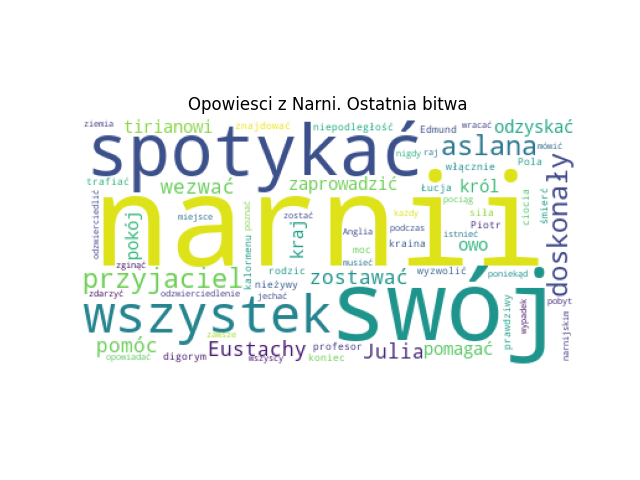 Opowiesci z Narni. Ostatnia bitwa
ziemia
tirianowi
znajdować
niepodległość
Edmund
wracać
odzyskać
spotykać
nigdy
raj
aslana
mówić
włącznie
Pola
trafiać
wezwać
zaprowadzić
Łucja
król
ciocia
śmierć
doskonały
odzwierciedlić
narnii
pokój
miejsce
poznać
zostać
kraj
kalormenu
Anglia
każdy
podczas
pociąg
siła
Piotr
istnieć
kraina
owo
moc
musieć
zginąć
przyjaciel
rodzic
zostawać
wyzwolić
poniekąd
nieżywy
jechać
zdarzyć
odzwierciedlenie
wszystek
swój
prawdziwy
wypadek
pobyt
narnijskim
zawsze
pomóc
opowiadać
digorym
Eustachy
wszyscy
profesor
koniec
Julia
pomagać